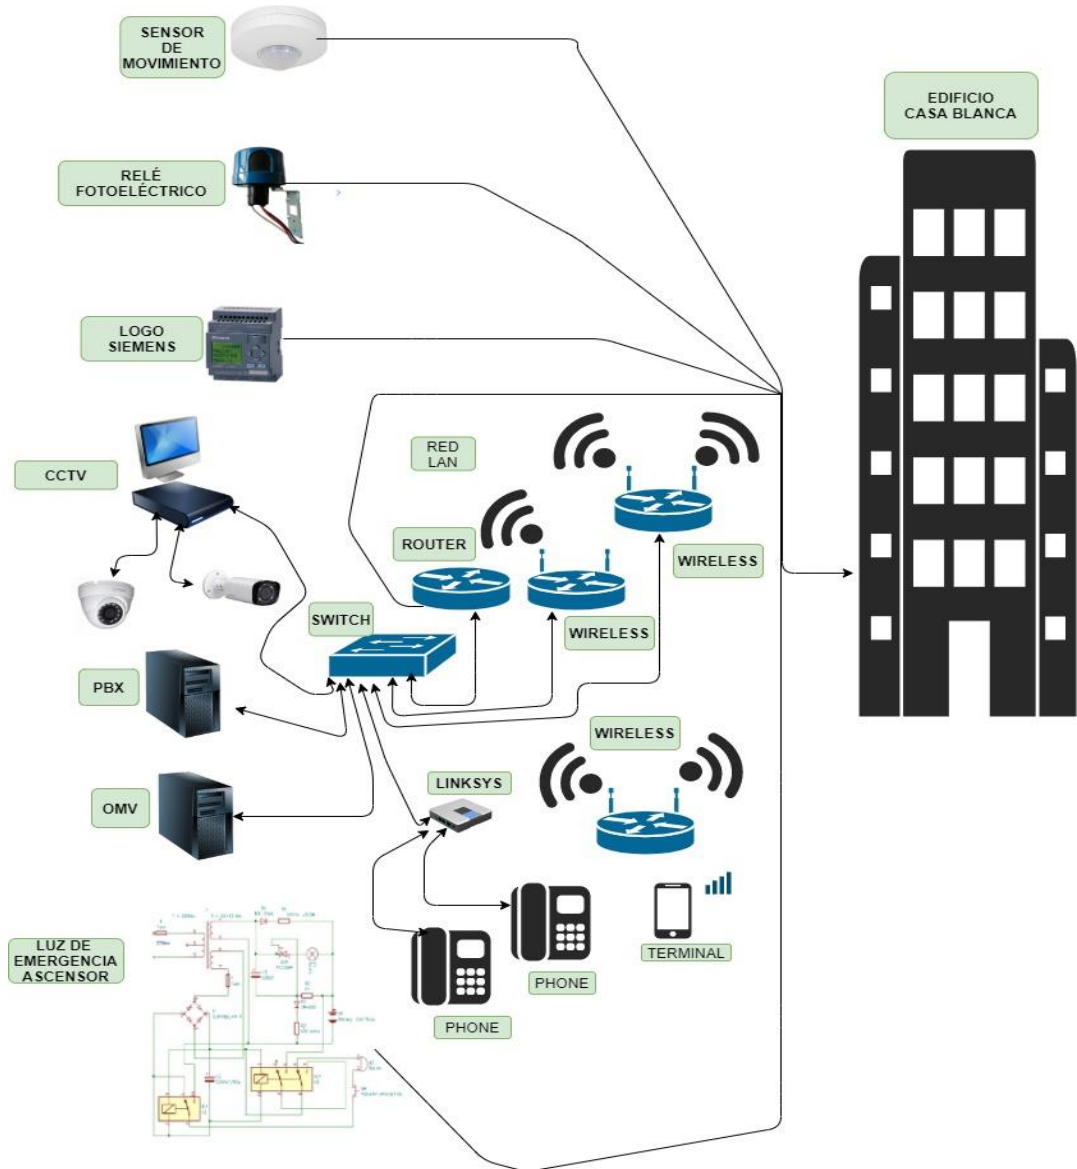 SENSOR
DE
MOVIMIENTO
EDIFICIO
CASA BLANCA
RELÉ
FOTOELÉCTRICO
LOGO
SIEMENS
RED
LAN
CCTV
ROUTER
WIRELESS
SWITCH
WIRELESS
PBX
WIRELESS
LINKSYS
OMV
LUZ DE
EMERGENCIA
ASCENSOR
TERMINAL
PHONE
PHONE